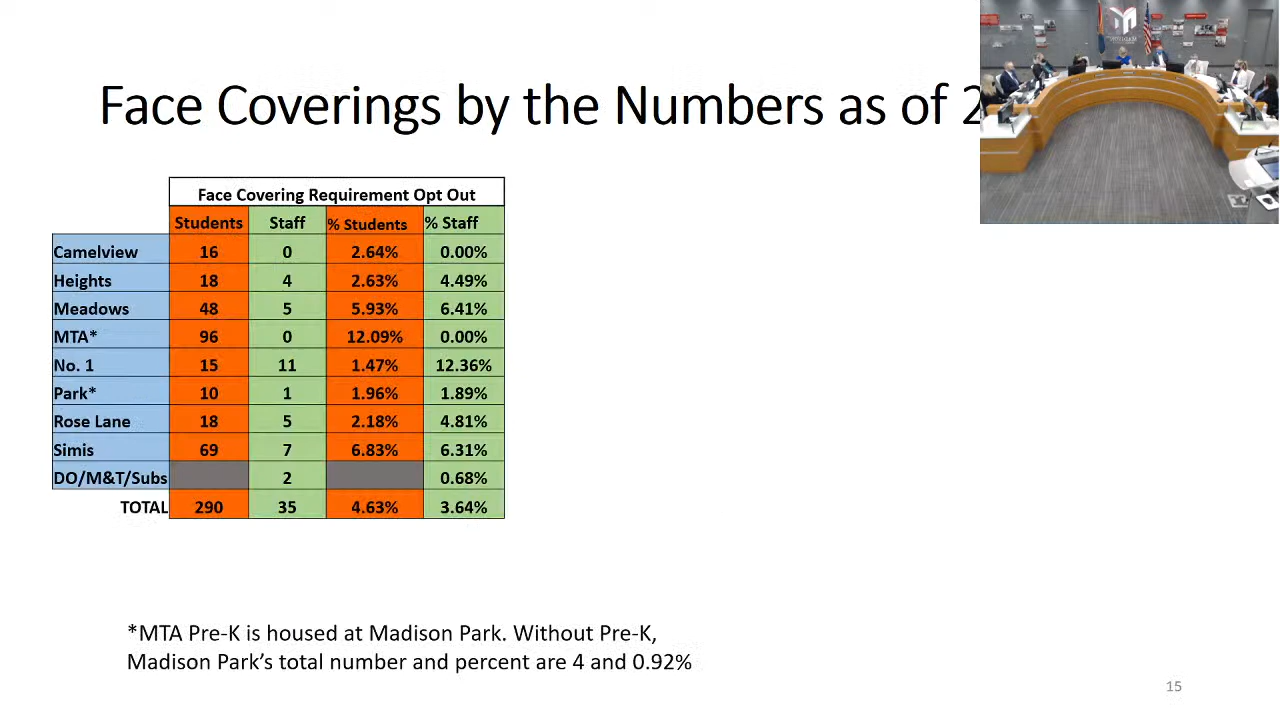 Face Coverings by the Numbers as of 2
Face Covering Requirement Opt Out
Students Staff % Students % Staff
Camelview 16 0 2.64% 0.00%
Heights 18 4 2.63% 4.49%
Meadows 48 5 5.93% 6.41%
MTA* 96 0 12.09% 0.00%
No. 1 15 11 1.47% 12.36%
Park* 10 1 1.96% 1.89%
Rose Lane 18 5 2.18% 4.81%
Simis 69 7 6.83% 6.31%
DO/M&T/Subs 2 0.68%
TOTAL 290 35 4.63% 3.64%
*MTA Pre-K is housed at Madison Park. Without Pre-K,
Madison Park’s total number and percent are 4 and 0.92%
15